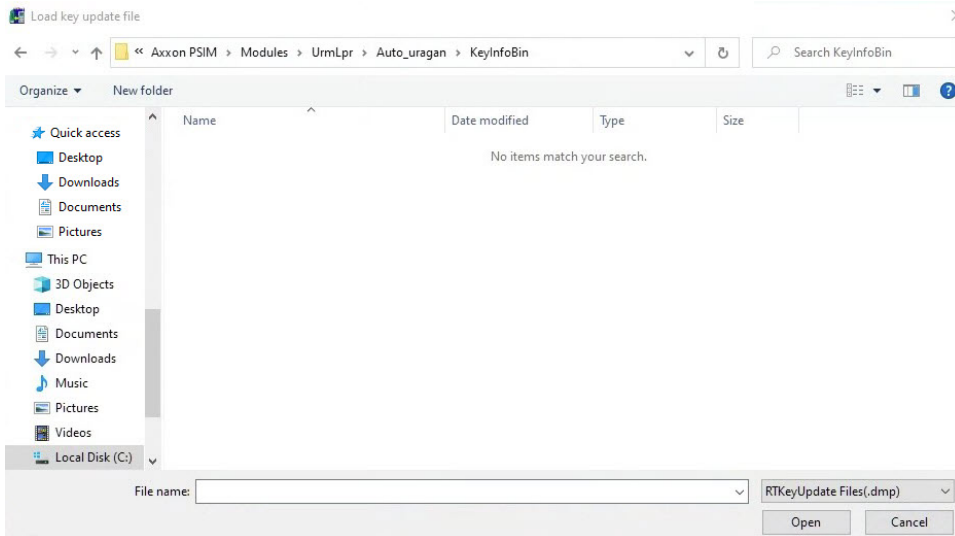 Load key update file
« Axxon PSIM > Modules > UrmLpr > Auto_uragan > KeyInfoBin
Search KeyInfoBin
Organize
New folder
?
Name
Date modified
Type
Size
Quick access
No items match your search.
Desktop
Downloads
Documents
Pictures
This PC
3D Objects
Desktop
Documents
Downloads
Music
Pictures
Videos
Local Disk (C:)
File name:
RTKeyUpdate Files(.dmp)
Open
Cancel